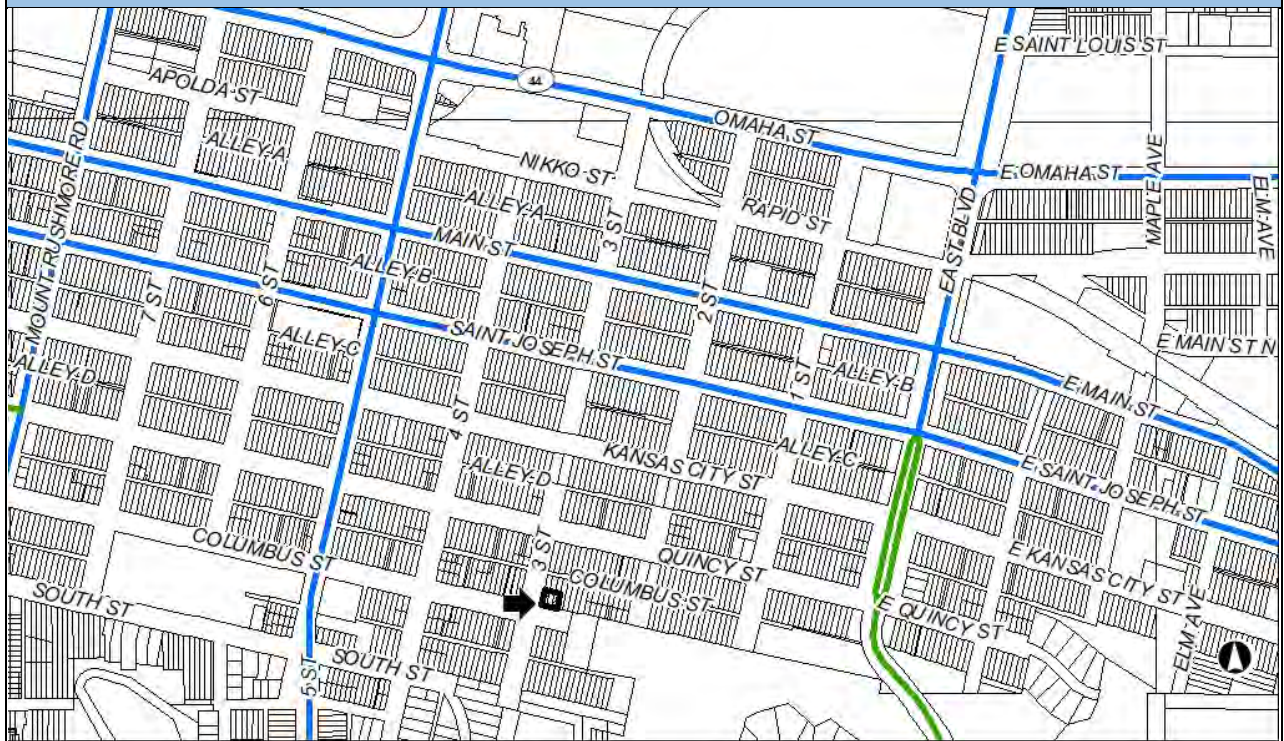 E SAINT LOUIS ST
APOLDA ST
44
OMAHA ST
MOUNT RUSHMORE RD
ALLEY A
NIKKO ST
E OMAHA ST
MAPLE AVE
ELM AVE
ALLEY A
3 ST
RAPID ST
EAST BLVD
MAIN ST
ALLEY B
7 ST
6 ST
2 ST
ALLEY C
SAINT JOSEPH ST
E MAIN ST N
ALLEY D
1 ST
ALLEY B
E MAIN ST
4 ST
KANSAS CITY ST
ALLEY C
ALLEY D
E SAINT JOSEPH ST
COLUMBUS ST
3 ST
QUINCY ST
E KANSAS CITY ST
SOUTH ST
COLUMBUS ST
E QUINCY ST
ELM AVE
SOUTH ST
5 ST